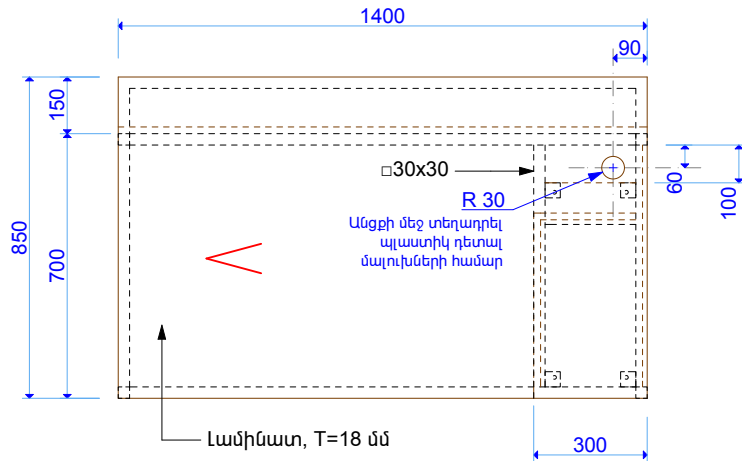 1400
90
150
□30x30
60
100
R 30
Անցքի մեջ տեղադրել
պլաստիկ դետալ
մալուխների համար
850
700
Լամինատ, T=18 մմ
300